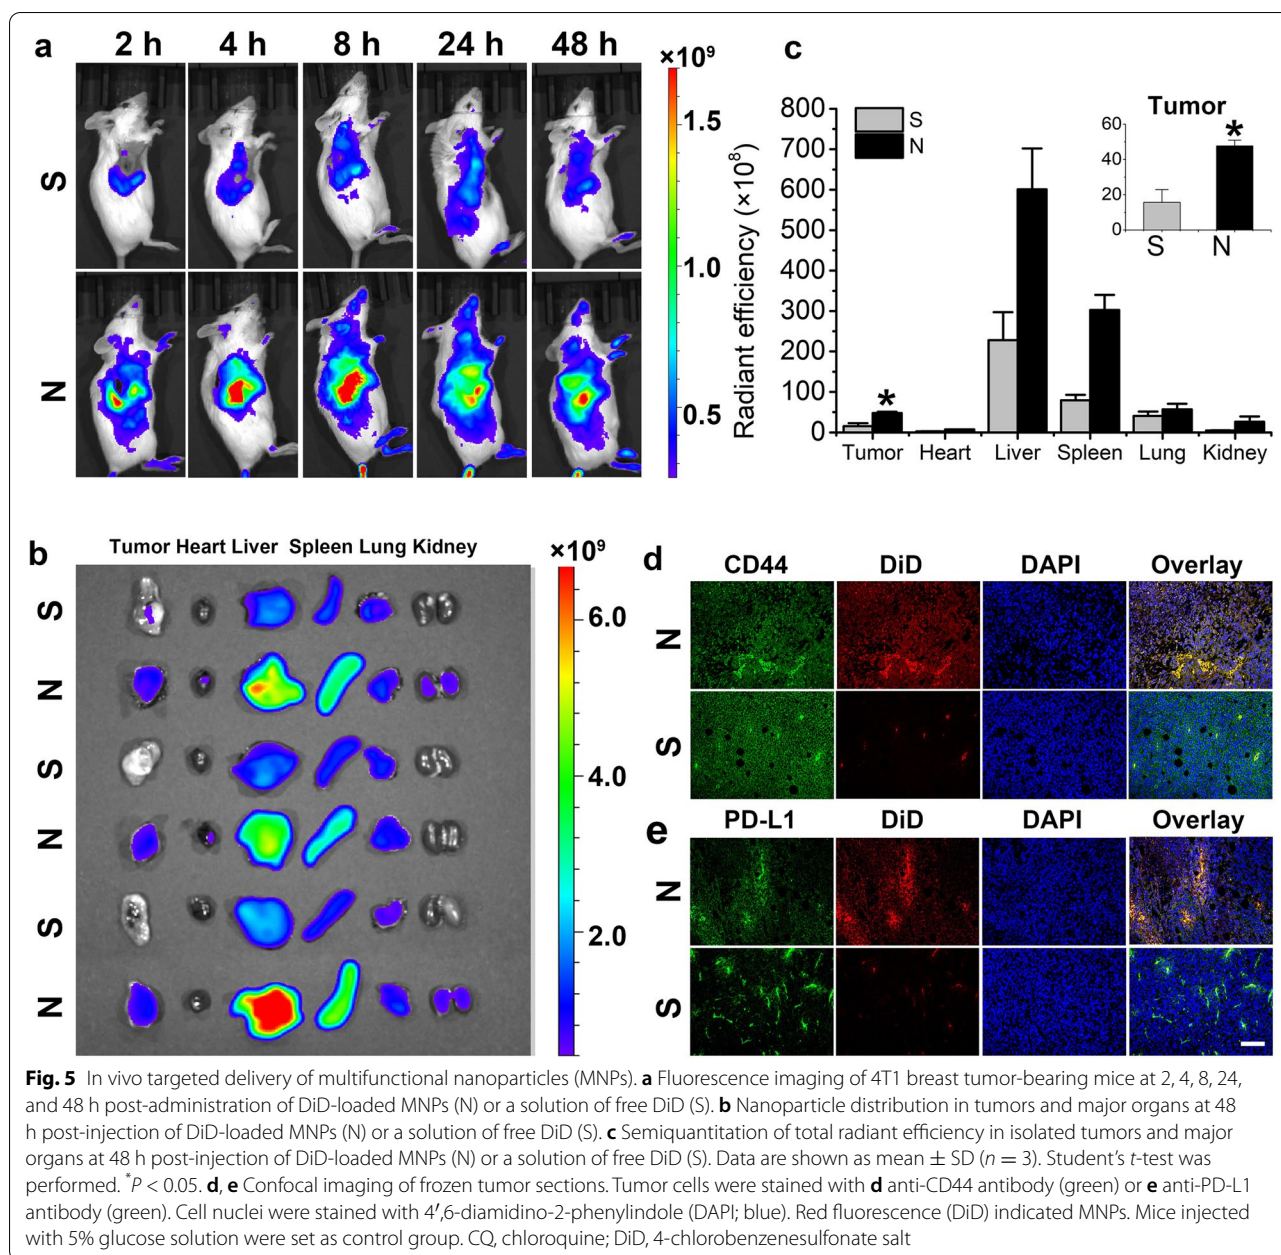 a
2 h 4 h 8 h 24 h 48 h
×10⁹
S
N
1.5
1.0
0.5
c
Radiant efficiency (×10⁸)
800
700
600
500
400
300
200
100
0
S
N
Tumor
60
40
20
0
*
S N
*
Tumor Heart Liver Spleen Lung Kidney
b
Tumor Heart Liver Spleen Lung Kidney
×10⁹
S
N
S
N
S
N
6.0
4.0
2.0
d
CD44 DiD DAPI Overlay
N
S
e
PD-L1 DiD DAPI Overlay
N
S
Fig. 5 In vivo targeted delivery of multifunctional nanoparticles (MNPs). a Fluorescence imaging of 4T1 breast tumor-bearing mice at 2, 4, 8, 24,
and 48 h post-administration of DiD-loaded MNPs (N) or a solution of free DiD (S). b Nanoparticle distribution in tumors and major organs at 48
h post-injection of DiD-loaded MNPs (N) or a solution of free DiD (S). c Semiquantitation of total radiant efficiency in isolated tumors and major
organs at 48 h post-injection of DiD-loaded MNPs (N) or a solution of free DiD (S). Data are shown as mean ± SD (n = 3). Student's t-test was
performed. *P < 0.05. d, e Confocal imaging of frozen tumor sections. Tumor cells were stained with d anti-CD44 antibody (green) or e anti-PD-L1
antibody (green). Cell nuclei were stained with 4′,6-diamidino-2-phenylindole (DAPI; blue). Red fluorescence (DiD) indicated MNPs. Mice injected
with 5% glucose solution were set as control group. CQ, chloroquine; DiD, 4-chlorobenzenesulfonate salt